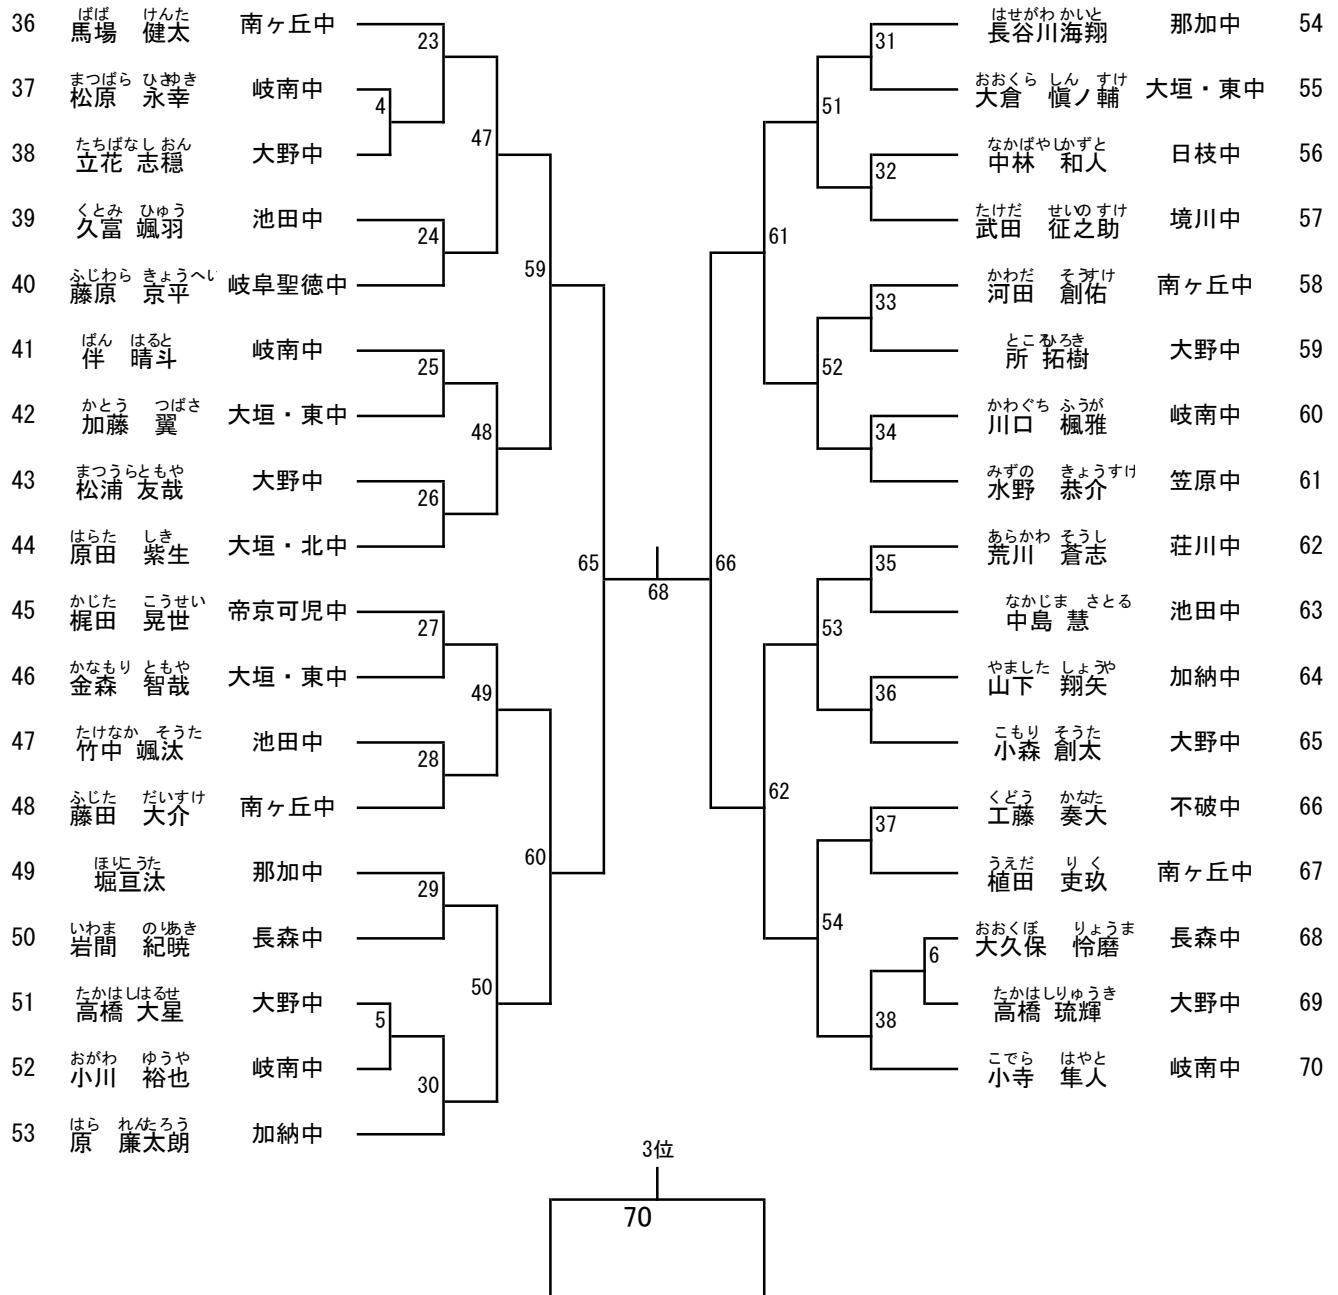 36 馬場 健太 ばば けんた 南ヶ丘中
37 松原 永幸 まつばら ひさゆき 岐南中
38 立花 志穏 たちばな しおん 大野中
39 久富 颯羽 くとみ ひゅう 池田中
40 藤原 京平 ふじわら きょうへい 岐阜聖徳中
41 伴 晴斗 ばん はると 岐南中
42 加藤 翼 かとう つばさ 大垣・東中
43 松浦 友哉 まつうら ともや 大野中
44 原田 紫生 はらた しき 大垣・北中
45 梶田 晃世 かじた こうせい 帝京可児中
46 金森 智哉 かなもり ともや 大垣・東中
47 竹中 颯汰 たけなか そうた 池田中
48 藤田 大介 ふじた だいすけ 南ヶ丘中
49 堀亘汰 ほりこうた 那加中
50 岩間 紀暁 いわま のりあき 長森中
51 高橋 大星 たかはし はるせ 大野中
52 小川 裕也 おがわ ゆうや 岐南中
53 原 廉太朗 はら れんたろう 加納中
23
4
47
24
59
25
48
26
65
27
49
28
60
29
50
5
30
68
長谷川海翔 はせがわ かいと 那加中 54
大倉 愼ノ輔 おおくら しん すけ 大垣・東中 55
中林 和人 なかばやし かずと 日枝中 56
武田 征之助 たけだ せいのすけ 境川中 57
河田 創佑 かわだ そうすけ 南ヶ丘中 58
所 拓樹 ところ ひろき 大野中 59
川口 楓雅 かわぐち ふうが 岐南中 60
水野 恭介 みずの きょうすけ 笠原中 61
荒川 蒼志 あらかわ そうし 荘川中 62
中島 慧 なかじま さとる 池田中 63
山下 翔矢 やました しょうや 加納中 64
小森 創太 こもり そうた 大野中 65
工藤 奏大 くどう かなた 不破中 66
植田 吏玖 うえだ りく 南ヶ丘中 67
大久保 怜磨 おおくぼ りょうま 長森中 68
高橋 琉輝 たかはし りゅうき 大野中 69
小寺 隼人 こでら はやと 岐南中 70
31
51
32
61
33
52
34
66
35
53
36
62
37
54
6
38
3位
70